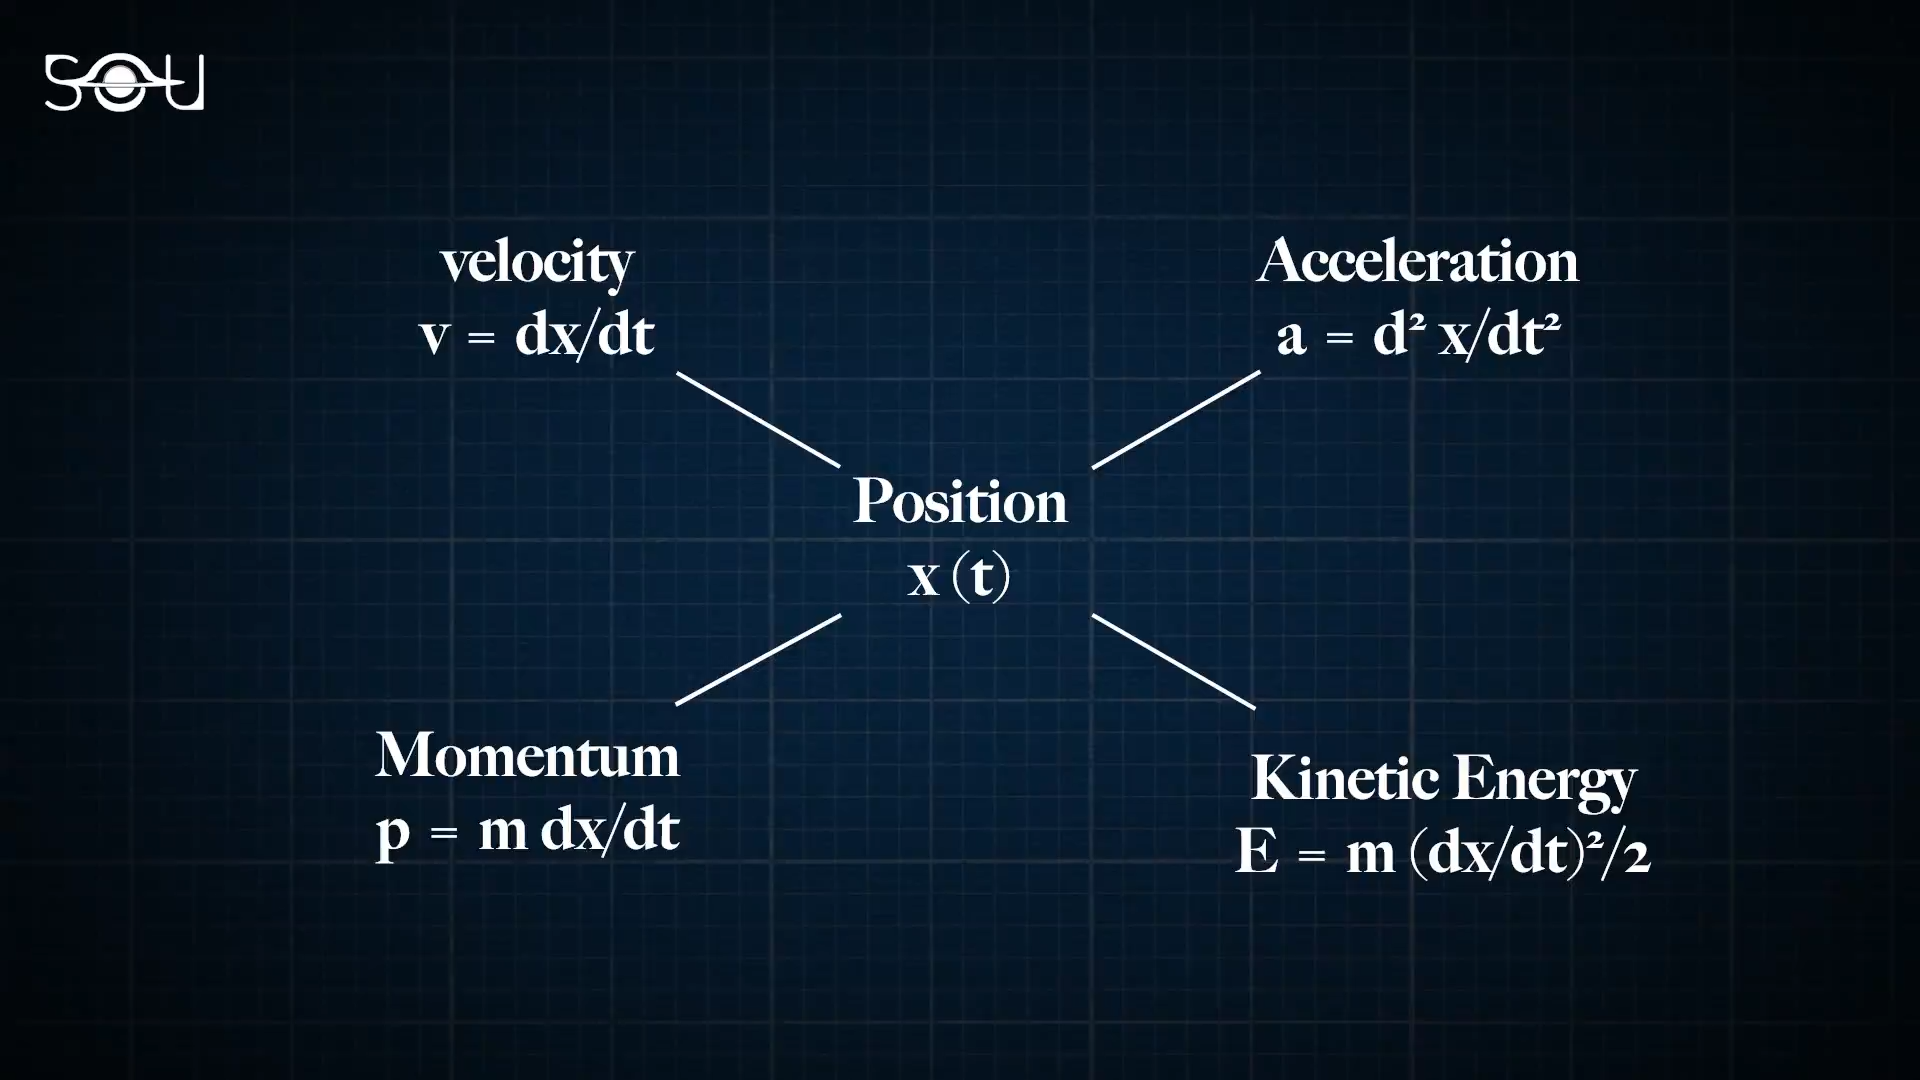 SOU
velocity
v = dx/dt
Acceleration
a = d² x/dt²
Position
x (t)
Momentum
p = m dx/dt
Kinetic Energy
E = m (dx/dt)²/2